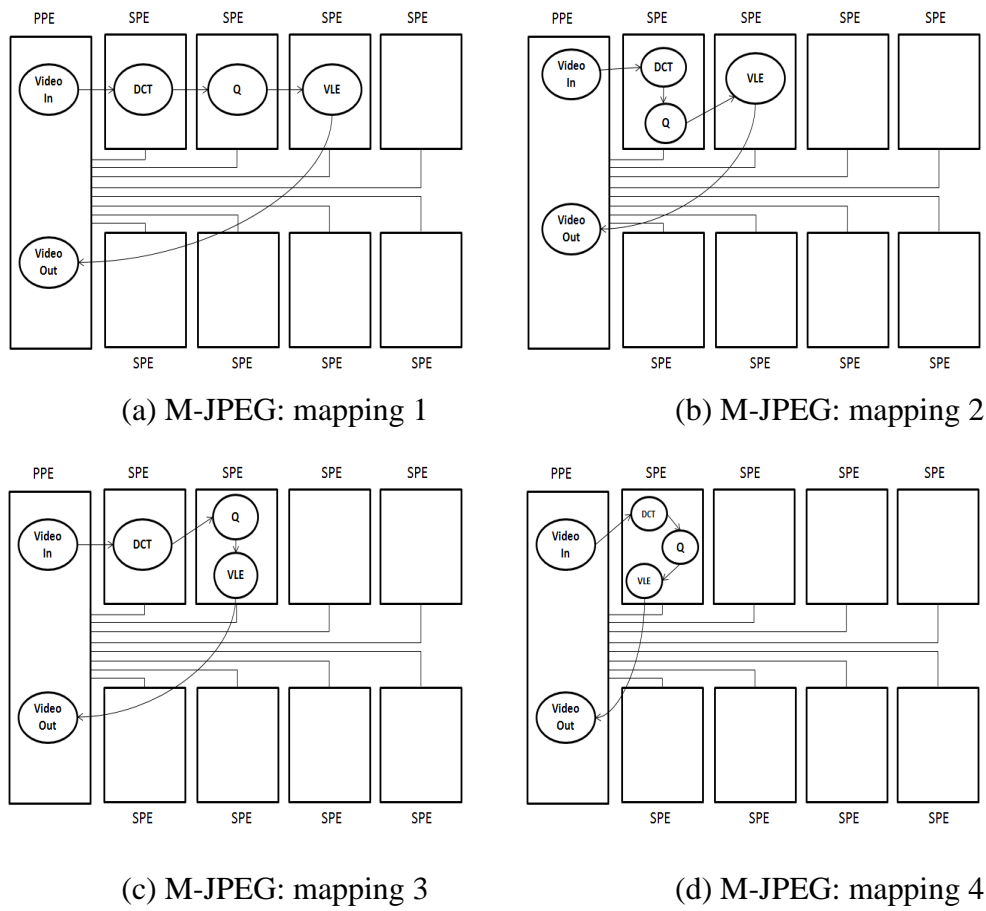 PPE SPE SPE SPE SPE
Video
In
DCT
Q
VLE
Video
Out
SPE SPE SPE SPE
(a) M-JPEG: mapping 1
PPE SPE SPE SPE SPE
Video
In
DCT
Q
VLE
Video
Out
SPE SPE SPE SPE
(b) M-JPEG: mapping 2
PPE SPE SPE SPE SPE
Video
In
DCT
Q
VLE
Video
Out
SPE SPE SPE SPE
(c) M-JPEG: mapping 3
PPE SPE SPE SPE SPE
Video
In
DCT
Q
VLE
Video
Out
SPE SPE SPE SPE
(d) M-JPEG: mapping 4